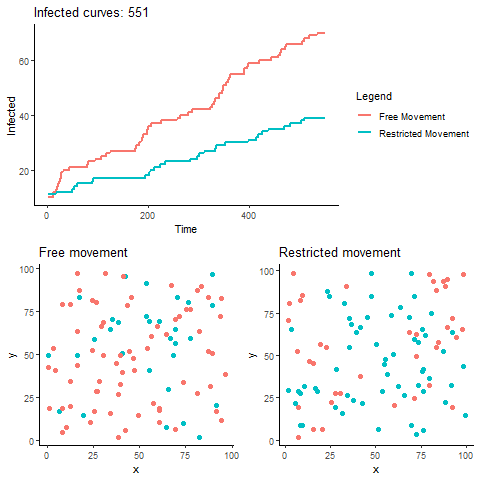 Infected curves: 551
Infected
60
40
20
0
200
400
Time
Legend
Free Movement
Restricted Movement
Free movement
y
100
75
50
25
0
0
25
50
75
100
x
Restricted movement
y
100
75
50
25
0
0
25
50
75
100
x